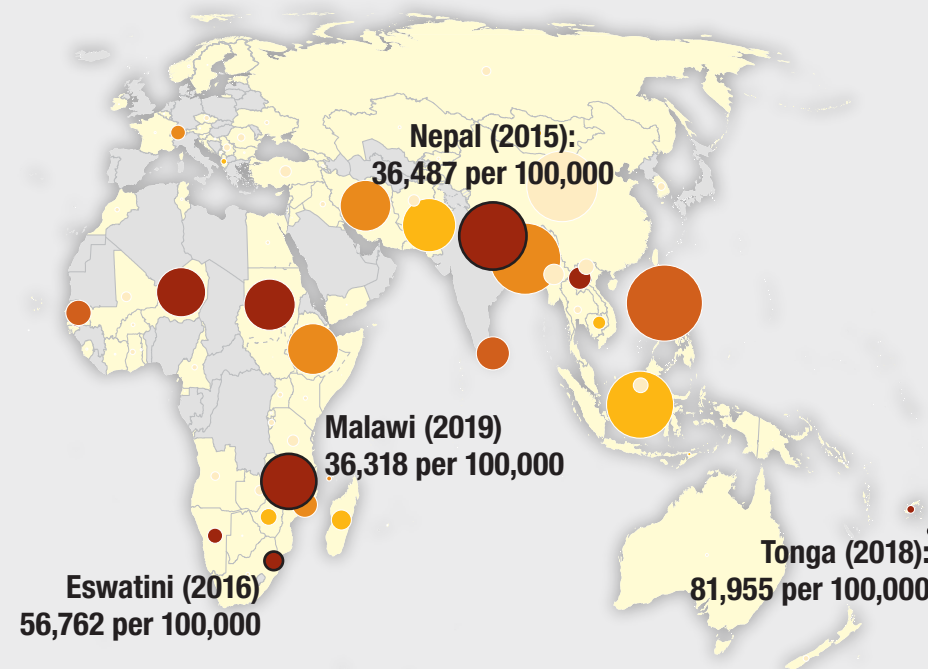 Nepal (2015):
36,487 per 100,000
Malawi (2019)
36,318 per 100,000
Tonga (2018):
81,955 per 100,000
Eswatini (2016)
56,762 per 100,000